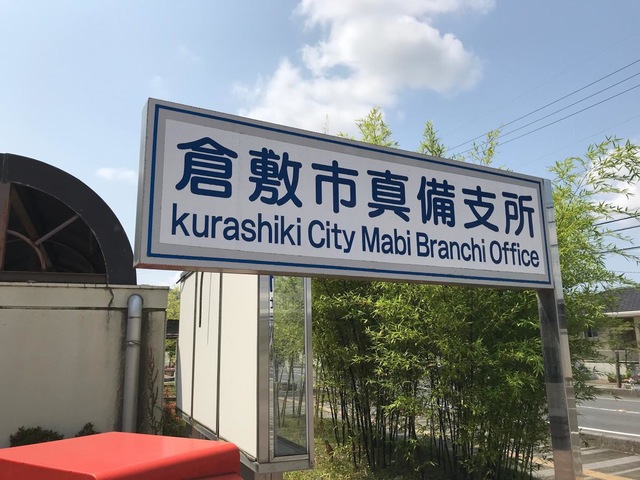 倉敷市真備支所
kurashiki City Mabi Branchi Office